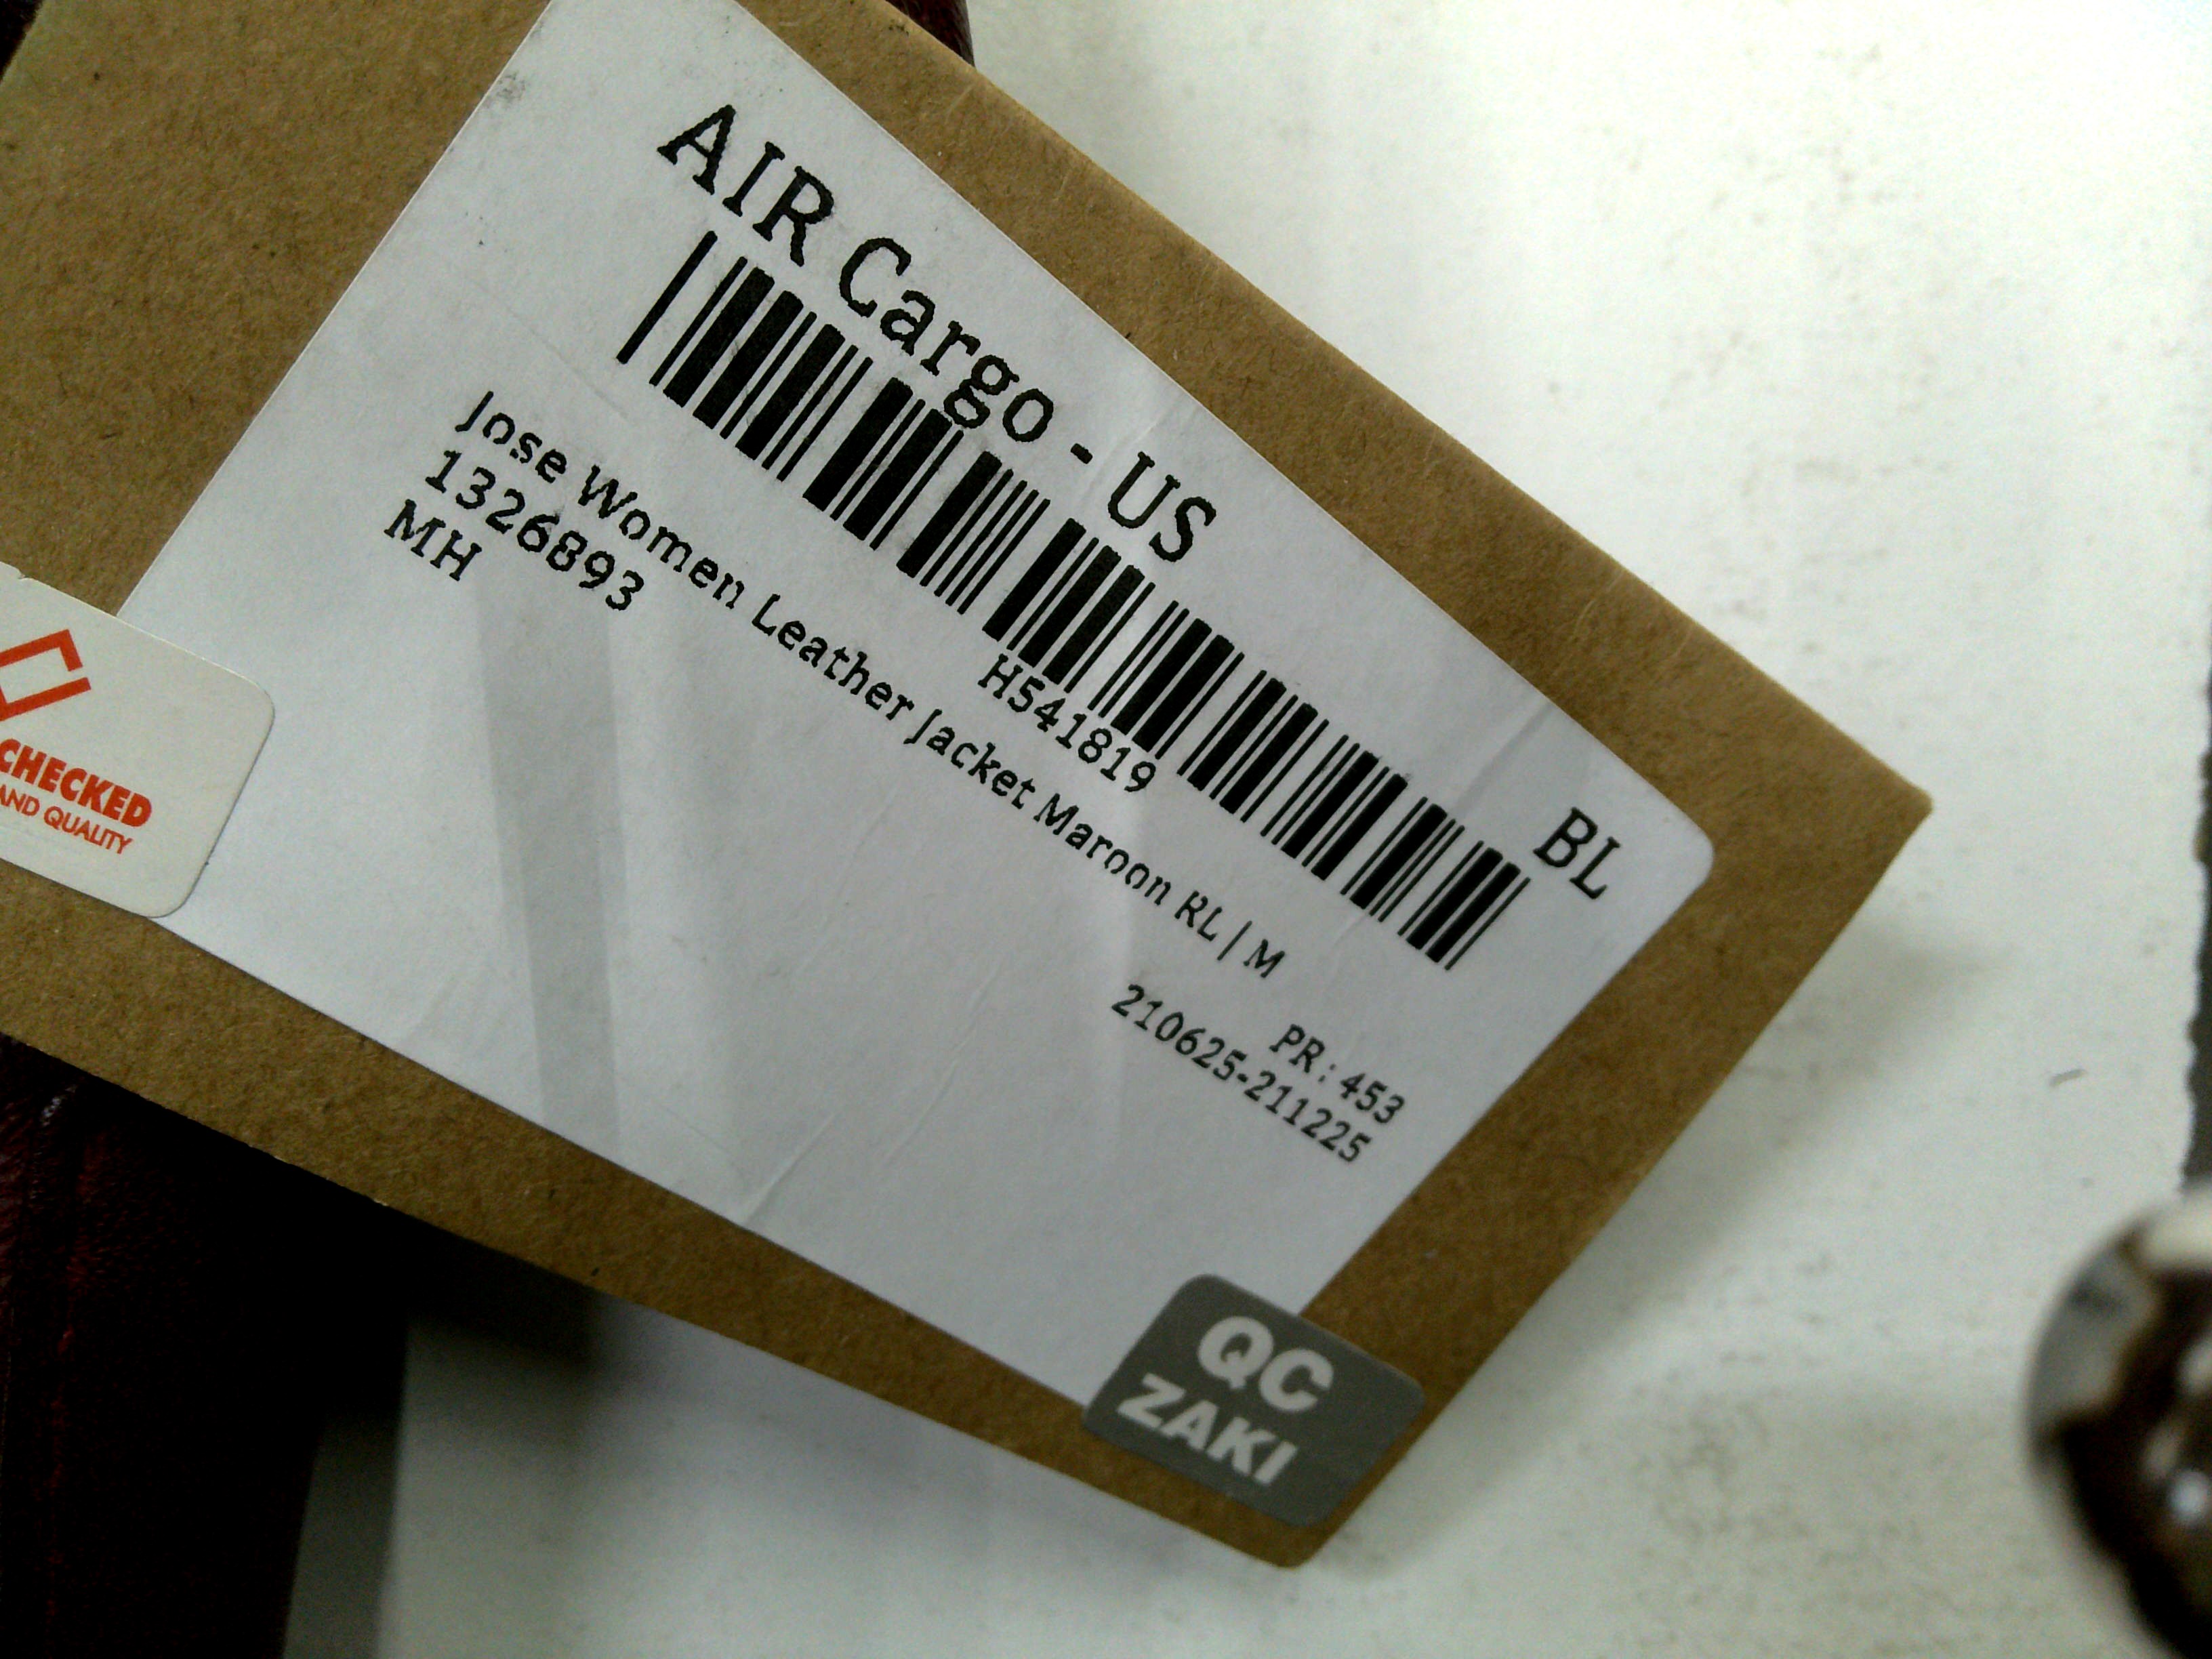 AIR Cargo - US
BL
H541819
Jose Women Leather Jacket Maroon RL | M
1326893
PR : 453
MH
210625-211225
CHECKED
AND QUALITY
QC
ZAKI